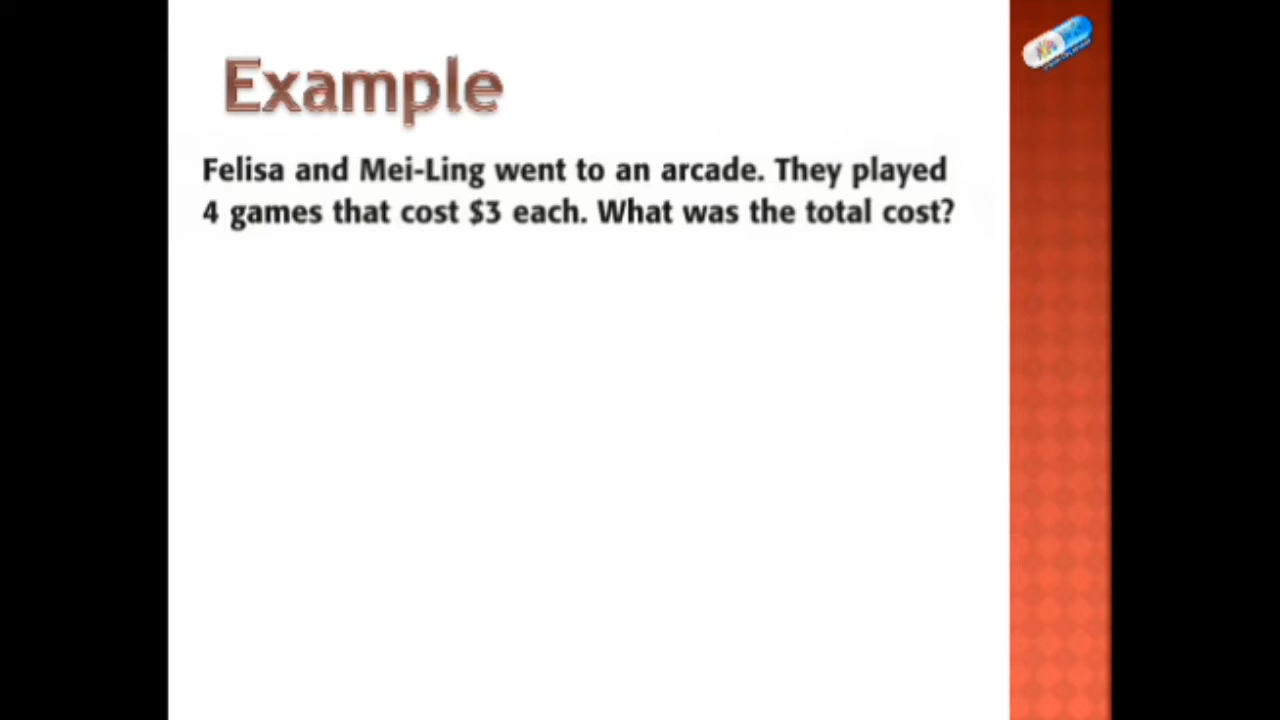 Example
Felisa and Mei-Ling went to an arcade. They played
4 games that cost $3 each. What was the total cost?